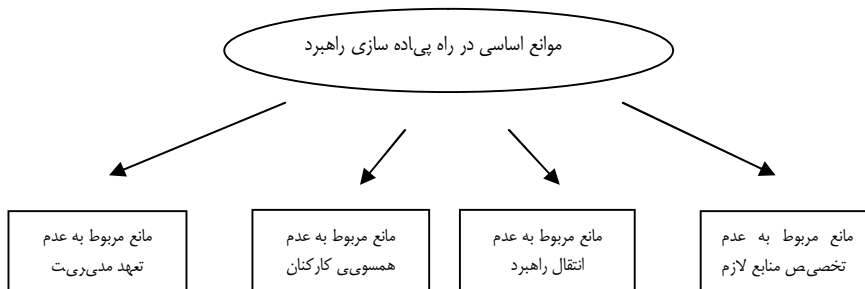 موانع اساسی در راه پیاده سازی راهبرد
مانع مربوط به عدم
تخصیص منابع لازم
مانع مربوط به عدم
انتقال راهبرد
مانع مربوط به عدم
همسویی کارکنان
مانع مربوط به عدم
تعهد مدیریت